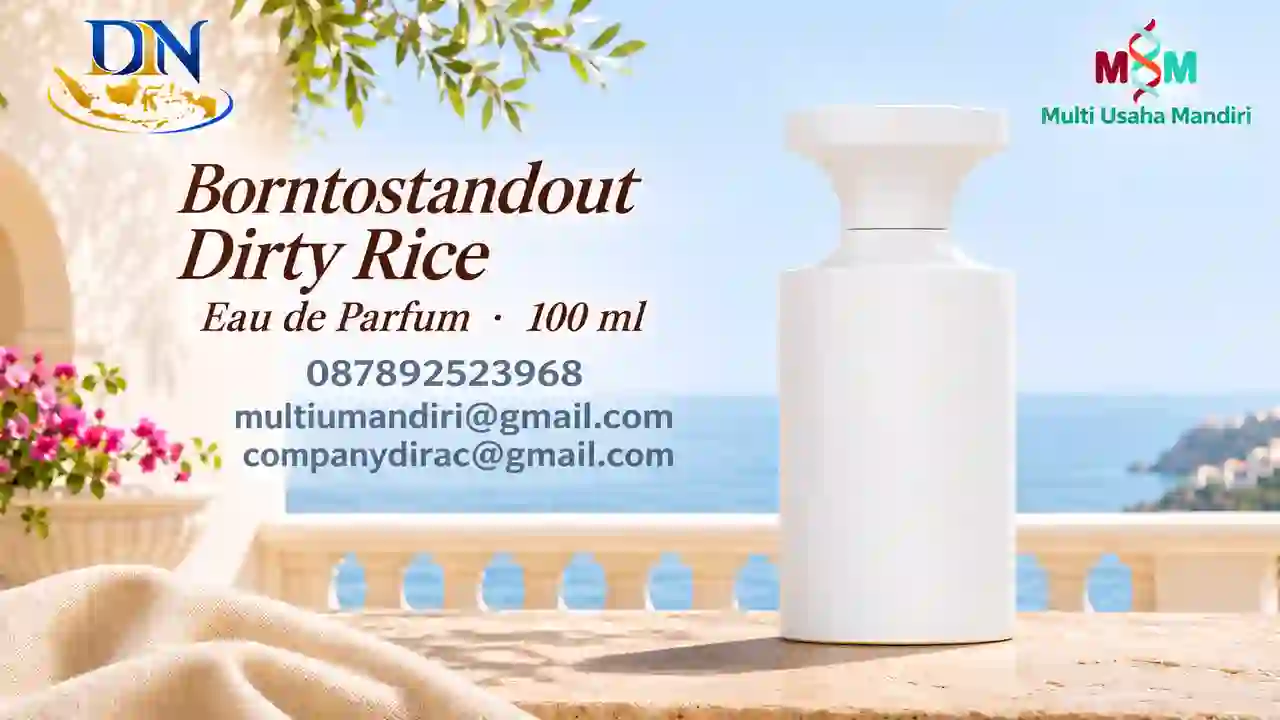 DN
MSM
Multi Usaha Mandiri
Borntostandout
Dirty Rice
Eau de Parfum · 100 ml
087892523968
multiumandiri@gmail.com
companydirac@gmail.com